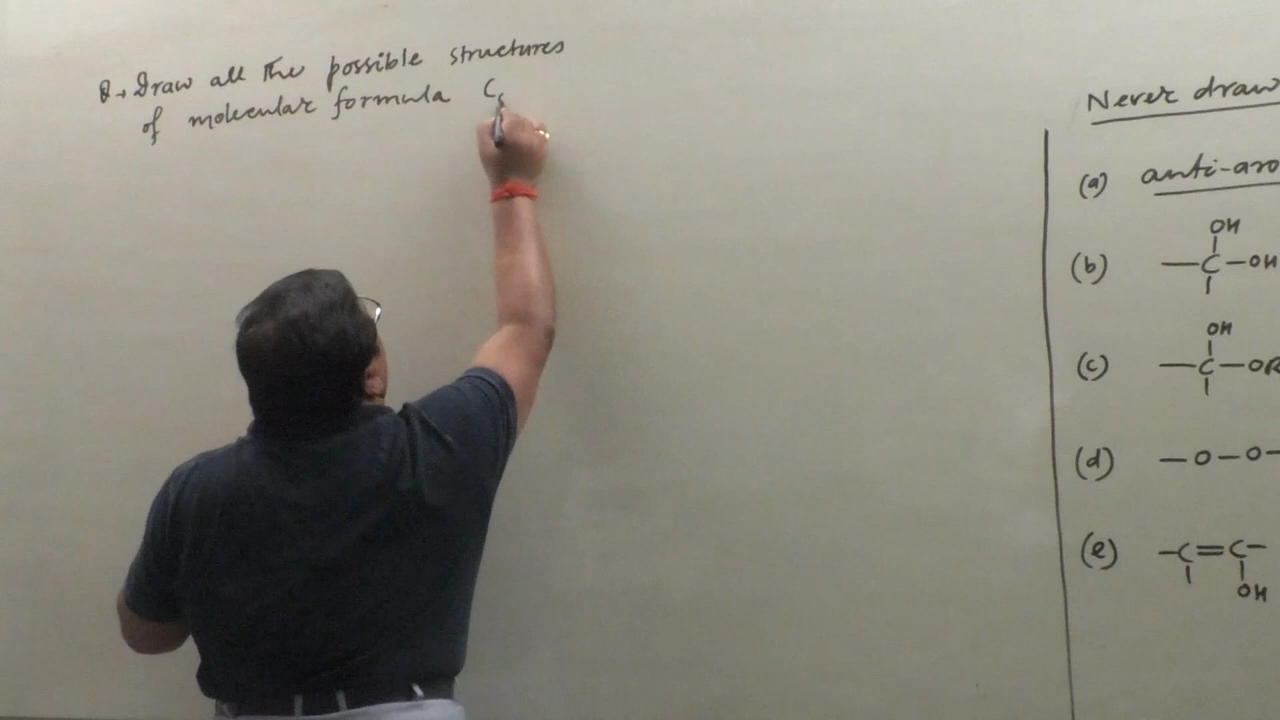 Q→ Draw all the possible structures
of molecular formula C
Never draw
(a) anti-aro
(b) —C—OH
OH
(c) —C—OR
OH
(d) —O—O—
(e) —C=C—
OH